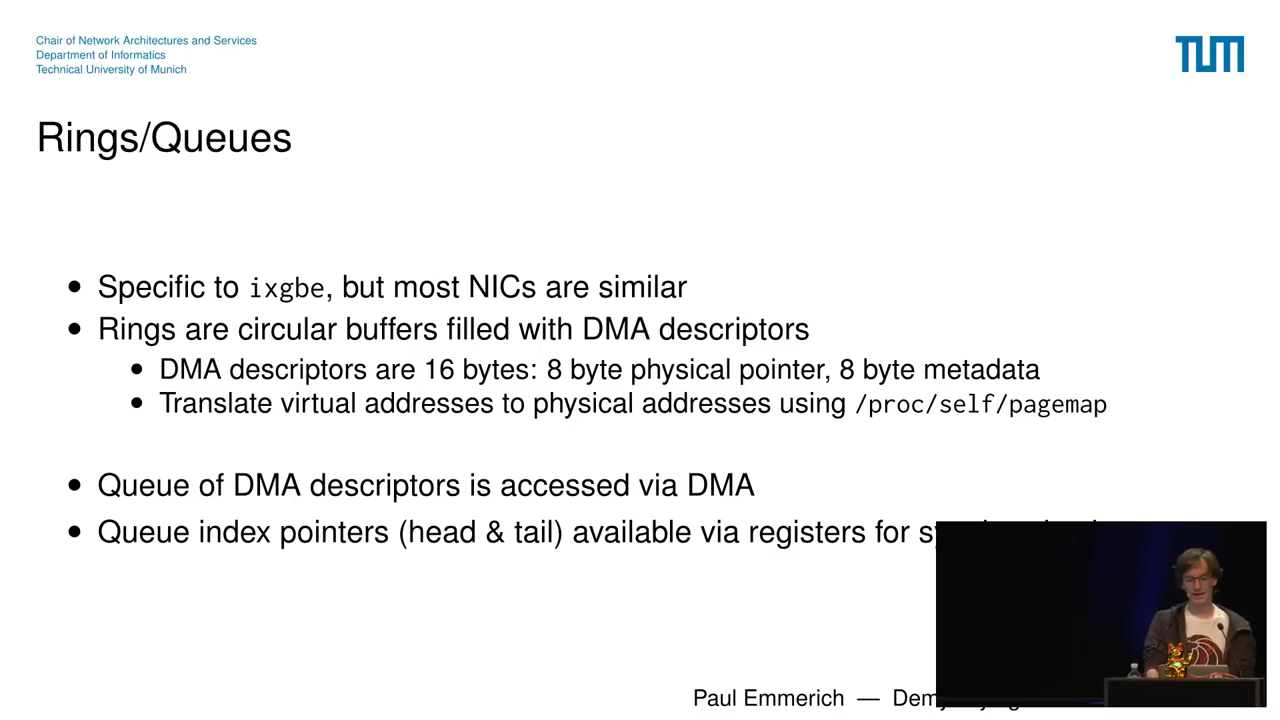 Chair of Network Architectures and Services
Department of Informatics
Technical University of Munich
TUM
Rings/Queues
• Specific to ixgbe, but most NICs are similar
• Rings are circular buffers filled with DMA descriptors
• DMA descriptors are 16 bytes: 8 byte physical pointer, 8 byte metadata
• Translate virtual addresses to physical addresses using /proc/self/pagemap
• Queue of DMA descriptors is accessed via DMA
• Queue index pointers (head & tail) available via registers for
Paul Emmerich —